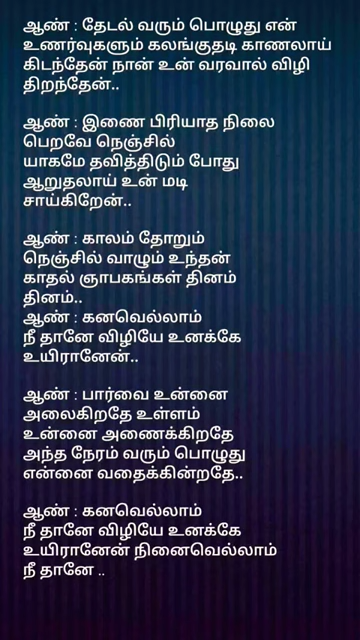 ஆண் : தேடல் வரும் பொழுது என்
உணர்வுகளும் கலங்குதடி காணலாய்
கிடந்தேன் நான் உன் வரவால் விழி
திறந்தேன்..
ஆண் : இணை பிரியாத நிலை
பெறவே நெஞ்சில்
யாகமே தவித்திடும் போது
ஆறுதலாய் உன் மடி
சாய்கிறேன்..
ஆண் : காலம் தோறும்
நெஞ்சில் வாழும் உந்தன்
காதல் ஞாபகங்கள் தினம்
தினம்..
ஆண் : கனவெல்லாம்
நீ தானே விழியே உனக்கே
உயிரானேன்..
ஆண் : பார்வை உன்னை
அலைகிறதே உள்ளம்
உன்னை அணைக்கிறதே
அந்த நேரம் வரும் பொழுது
என்னை வதைக்கின்றதே..
ஆண் : கனவெல்லாம்
நீ தானே விழியே உனக்கே
உயிரானேன் நினைவெல்லாம்
நீ தானே ..